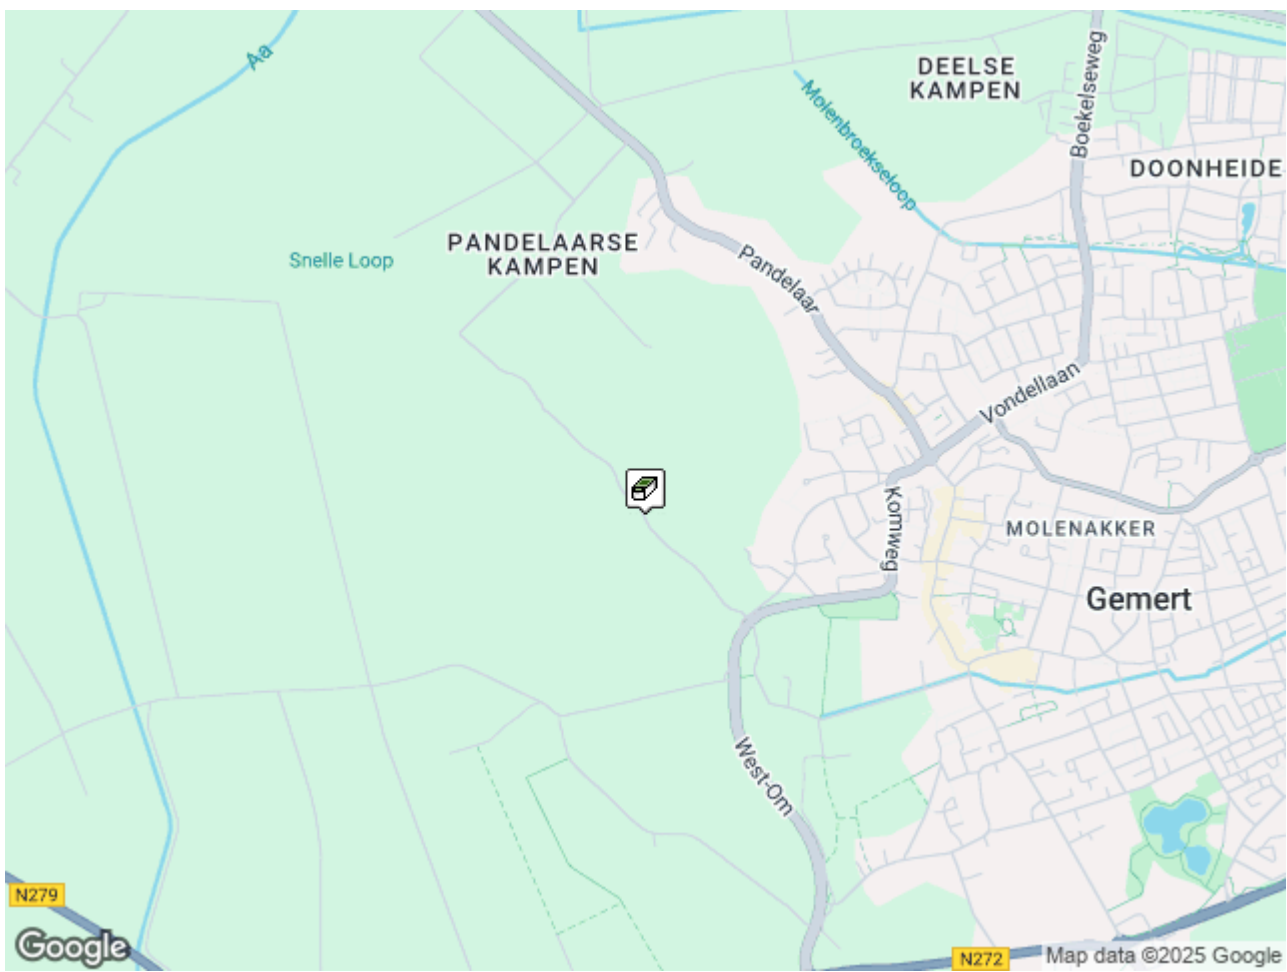 Aa
DEELSE
KAMPEN
Boekelseweg
Molenbroekseloop
DOONHEIDE
PANDELAARSE
KAMPEN
Snelle Loop
Pandelaar
Vondellaan
Komweg
MOLENAKKER
Gemert
West-Om
N279
Google
N272
Map data ©2025 Google